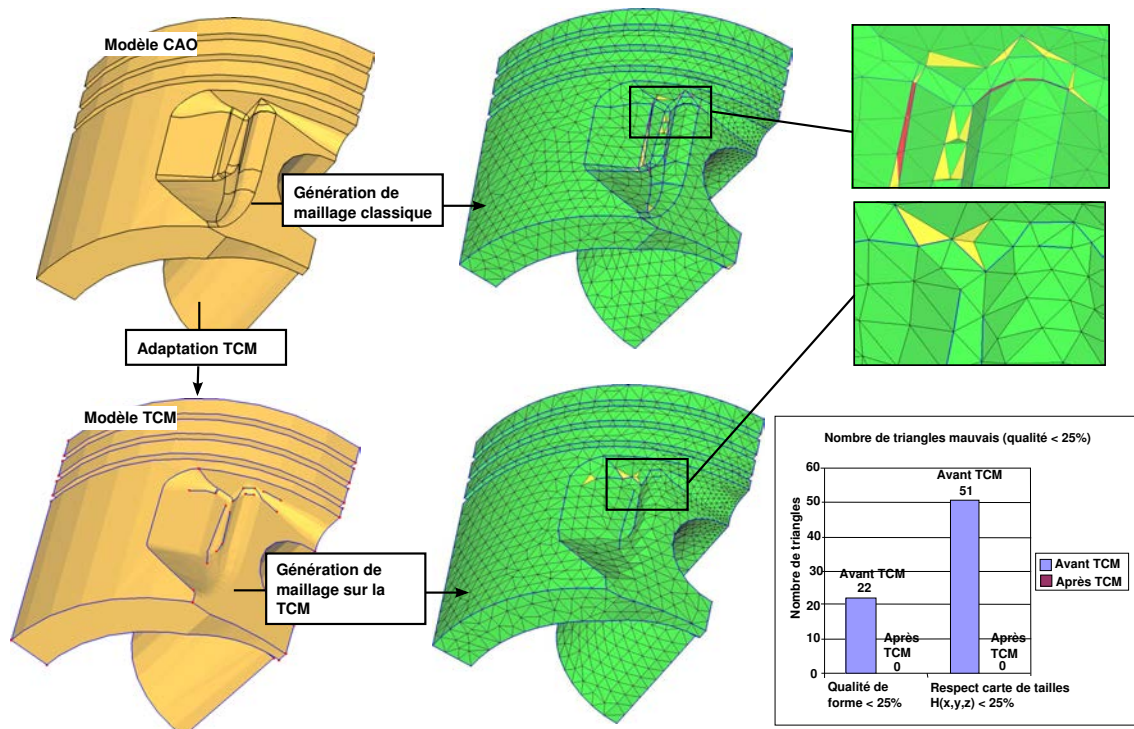 Modèle CAO
Génération de
maillage classique
Adaptation TCM
Modèle TCM
Génération de
maillage sur la
TCM
Nombre de triangles mauvais (qualité < 25%)
Nombre de triangles
60
50
40
30
20
10
0
Avant TCM
22
Après
TCM
0
Avant TCM
51
Après
TCM
0
Qualité de
forme < 25%
Respect carte de tailles
H(x,y,z) < 25%
Avant TCM
Après TCM